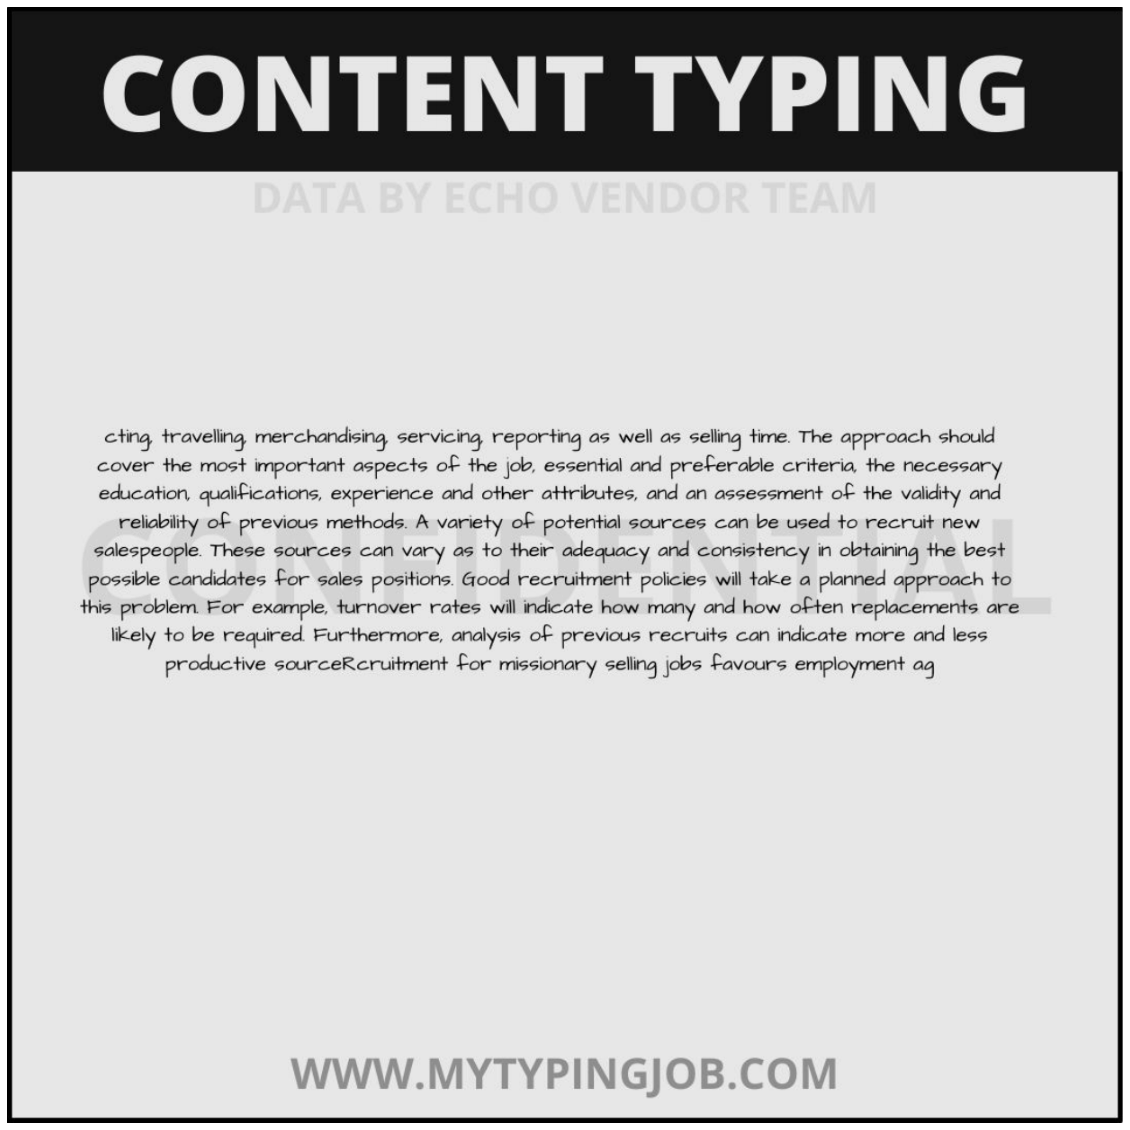 CONTENT TYPING
DATA BY ECHO VENDOR TEAM
cting, travelling, merchandising, servicing, reporting as well as selling time. The approach should
cover the most important aspects of the job, essential and preferable criteria, the necessary
education, qualifications, experience and other attributes, and an assessment of the validity and
reliability of previous methods. A variety of potential sources can be used to recruit new
salespeople. These sources can vary as to their adequacy and consistency in obtaining the best
possible candidates for sales positions. Good recruitment policies will take a planned approach to
this problem. For example, turnover rates will indicate how many and how often replacements are
likely to be required. Furthermore, analysis of previous recruits can indicate more and less
productive sourceRcruitment for missionary selling jobs favours employment ag
CONFIDENTIAL
WWW.MYTYPINGJOB.COM